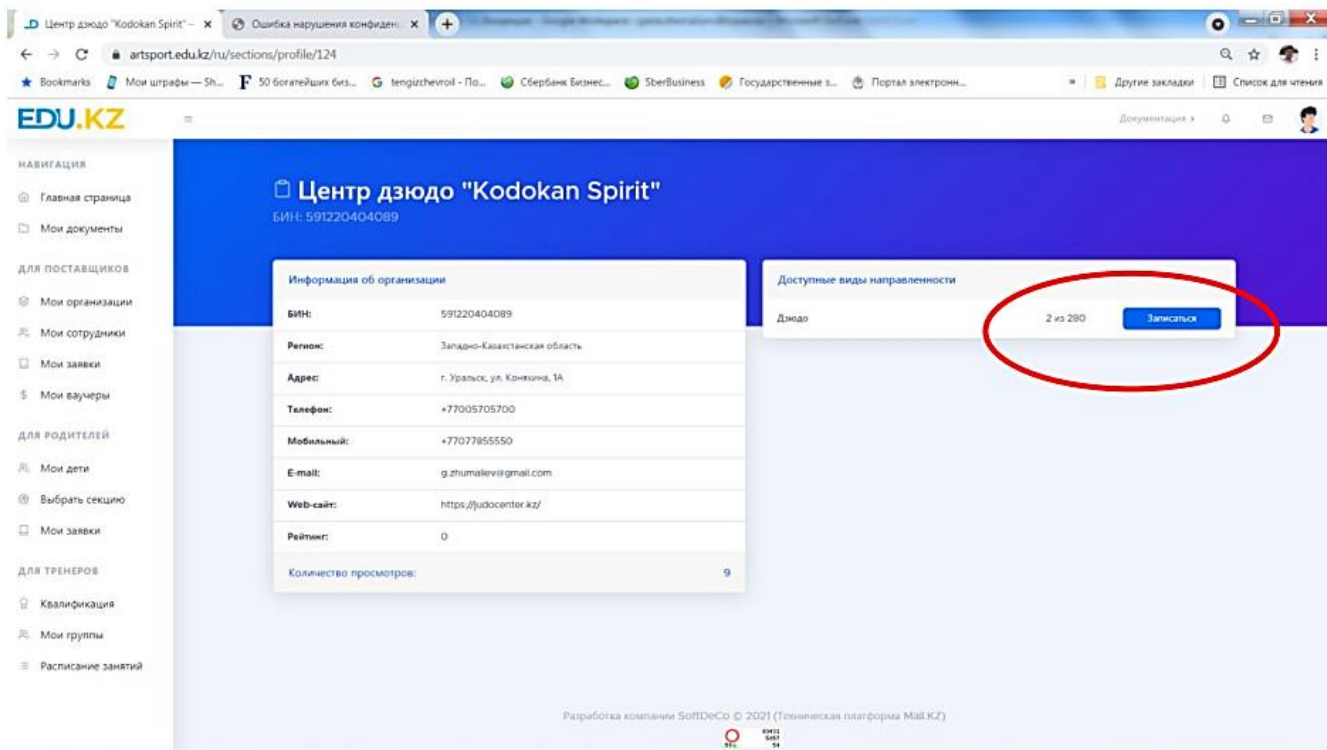 Центр дзюдо "Kodokan Spirit" –
Ошибка нарушения конфиден
artsport.edu.kz/ru/sections/profile/124
Bookmarks Мои штрафы — Sh... 50 богатейших биз... tengizchevroil - По... Сбербанк Бизнес... SberBusiness Государственные з... Портал электронн... » Другие закладки Список для чтения
EDU.KZ Документация
НАВИГАЦИЯ
Главная страница
Мои документы
ДЛЯ ПОСТАВЩИКОВ
Мои организации
Мои сотрудники
Мои заявки
$ Мои ваучеры
ДЛЯ РОДИТЕЛЕЙ
Мои дети
Выбрать секцию
Мои заявки
ДЛЯ ТРЕНЕРОВ
Квалификация
Мои группы
Расписание занятий
Центр дзюдо "Kodokan Spirit"
БИН: 591220404089
Информация об организации
БИН: 591220404089
Регион: Западно-Казахстанская область
Адрес: г. Уральск, ул. Конкина, 1А
Телефон: +77005705700
Мобильный: +77077855550
E-mail: g.zhumaliev@gmail.com
Web-сайт: https://judocenter.kz/
Рейтинг: 0
Количество просмотров: 9
Доступные виды направленности
Дзюдо 2 из 280 Записаться
Разработка компании SoftDeCo © 2021 (Техническая платформа Mail.KZ)